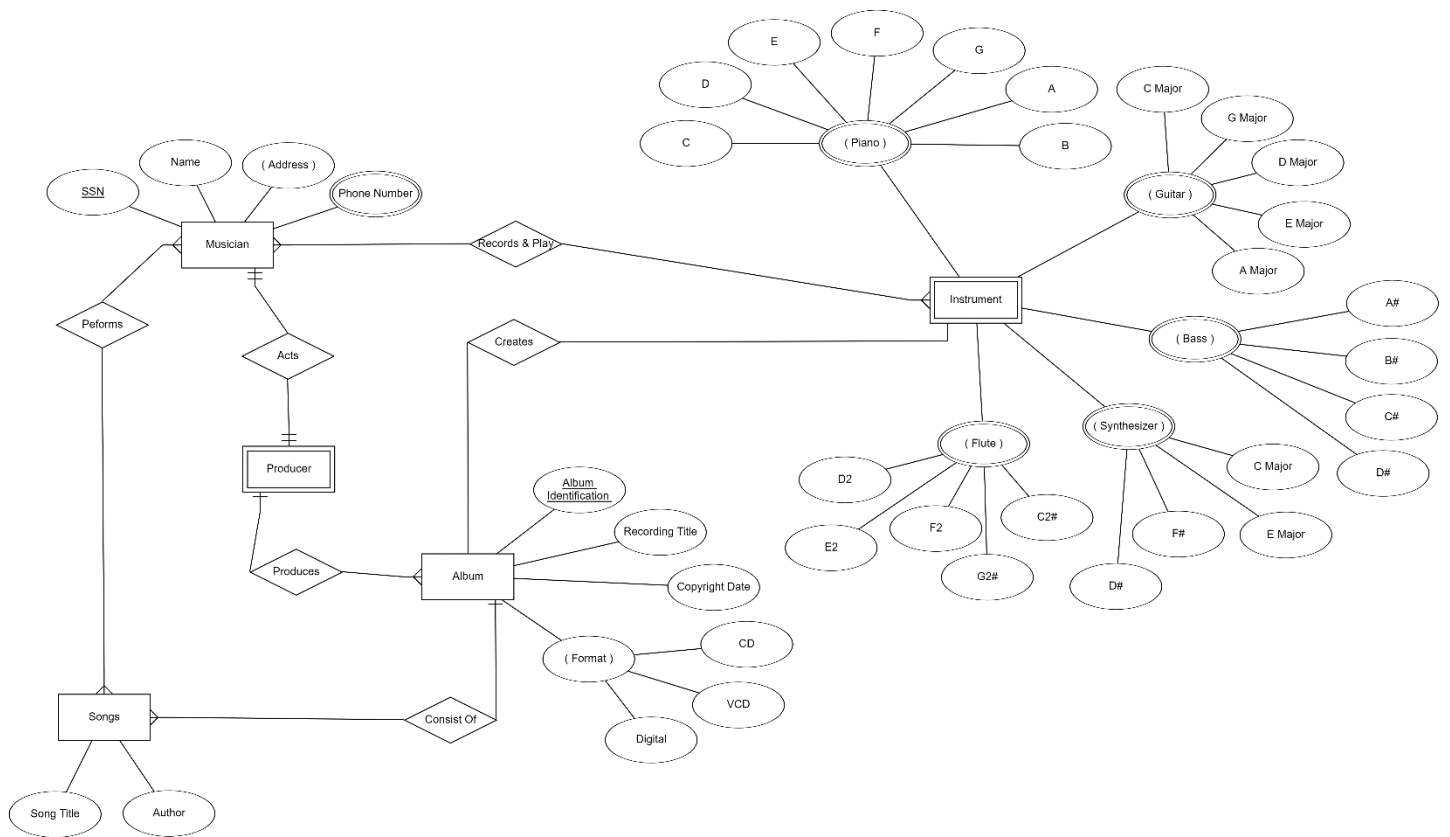 F
E
G
D
A
C Major
C
( Piano )
B
G Major
Name
( Address )
D Major
SSN
Phone Number
( Guitar )
E Major
Musician
Records & Play
A Major
Instrument
A#
Peforms
Acts
Creates
( Bass )
B#
C#
( Flute )
( Synthesizer )
Producer
C Major
D#
D2
Album
Identification
C2#
Recording Title
F2
F#
E Major
E2
Produces
Album
Copyright Date
G2#
D#
CD
( Format )
VCD
Songs
Consist Of
Digital
Song Title
Author